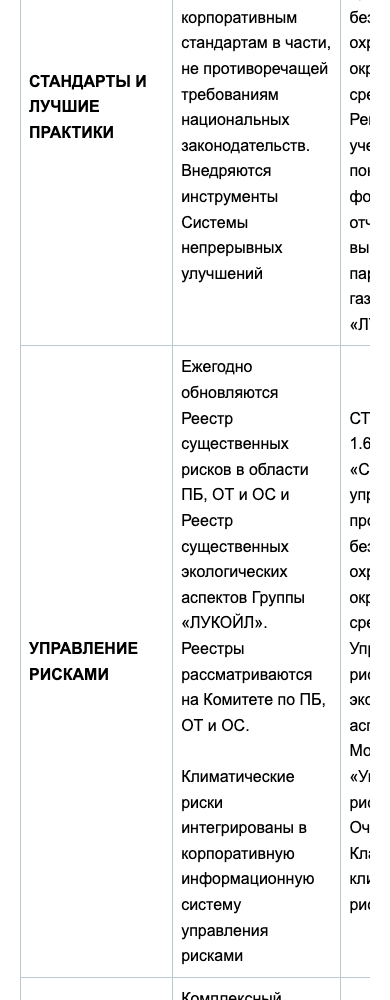 корпоративным
стандартам в части,
не противоречащей
требованиям
национальных
законодательств.
Внедряются
инструменты
Системы
непрерывных
улучшений
СТАНДАРТЫ И
ЛУЧШИЕ
ПРАКТИКИ
Ежегодно
обновляются
Реестр
существенных
рисков в области
ПБ, ОТ и ОС и
Реестр
существенных
экологических
аспектов Группы
«ЛУКОЙЛ».
Реестры
рассматриваются
на Комитете по ПБ,
ОТ и ОС.
Климатические
риски
интегрированы в
корпоративную
информационную
систему
управления
рисками
УПРАВЛЕНИЕ
РИСКАМИ
Комплексный